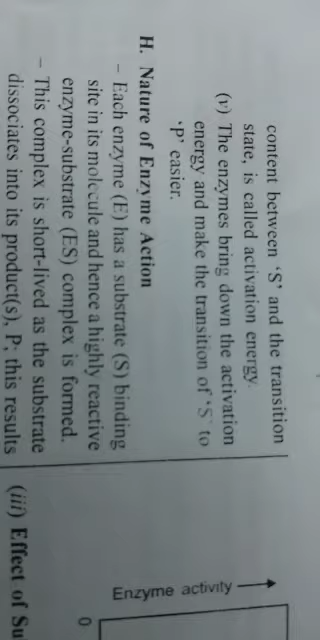 content between 'S' and the transition
state, is called activation energy.
(v) The enzymes bring down the activation
energy and make the transition of 'S' to
'P' easier.
H. Nature of Enzyme Action
– Each enzyme (E) has a substrate (S) binding
site in its molecule and hence a highly reactive
enzyme-substrate (ES) complex is formed.
– This complex is short-lived as the substrate
dissociates into its product(s), P; this results
Enzyme activity
0
(iii) Effect of Su